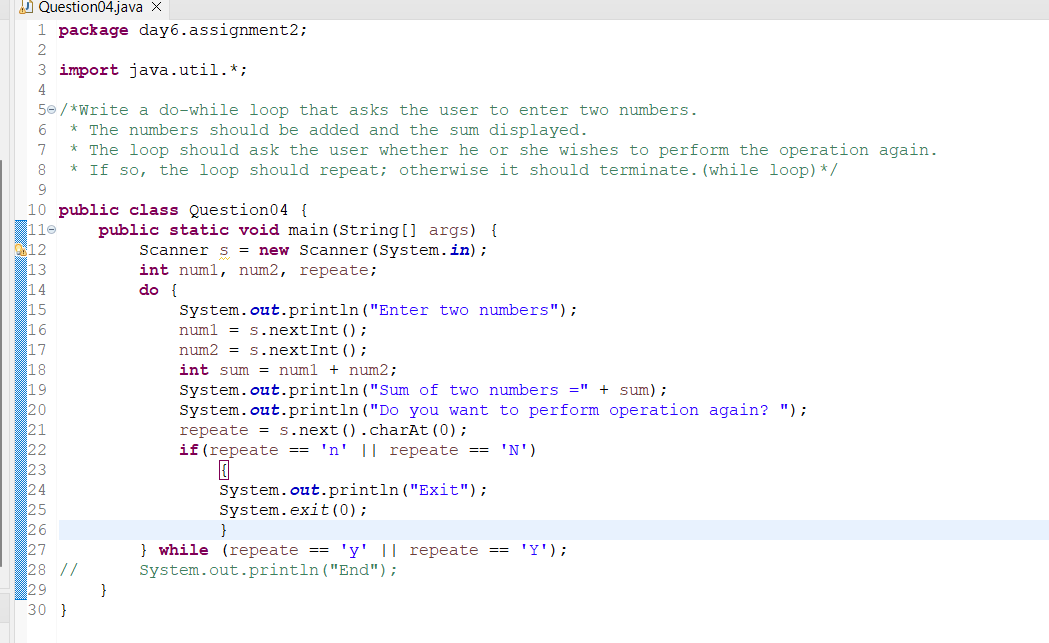 Question04.java ×
1 package day6.assignment2;
2
3 import java.util.*;
4
5 /*Write a do-while loop that asks the user to enter two numbers.
6  * The numbers should be added and the sum displayed.
7  * The loop should ask the user whether he or she wishes to perform the operation again.
8  * If so, the loop should repeat; otherwise it should terminate.(while loop)*/
9
10 public class Question04 {
11     public static void main(String[] args) {
12         Scanner s = new Scanner(System.in);
13         int num1, num2, repeate;
14         do {
15             System.out.println("Enter two numbers");
16             num1 = s.nextInt();
17             num2 = s.nextInt();
18             int sum = num1 + num2;
19             System.out.println("Sum of two numbers =" + sum);
20             System.out.println("Do you want to perform operation again? ");
21             repeate = s.next().charAt(0);
22             if(repeate == 'n' || repeate == 'N')
23                 {
24                 System.out.println("Exit");
25                 System.exit(0);
26                 }
27         } while (repeate == 'y' || repeate == 'Y');
28 //      System.out.println("End");
29     }
30 }